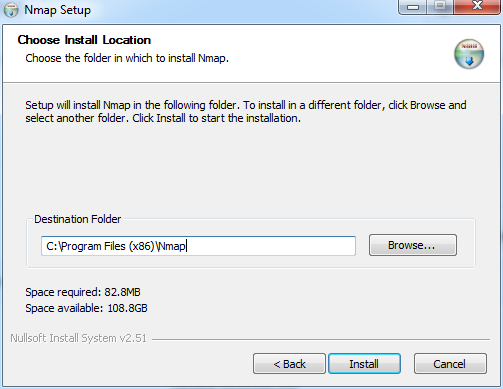 Nmap Setup
Choose Install Location
Choose the folder in which to install Nmap.
Setup will install Nmap in the following folder. To install in a different folder, click Browse and
select another folder. Click Install to start the installation.
Destination Folder
C:\Program Files (x86)\Nmap
Browse...
Space required: 82.8MB
Space available: 108.8GB
Nullsoft Install System v2.51
< Back
Install
Cancel